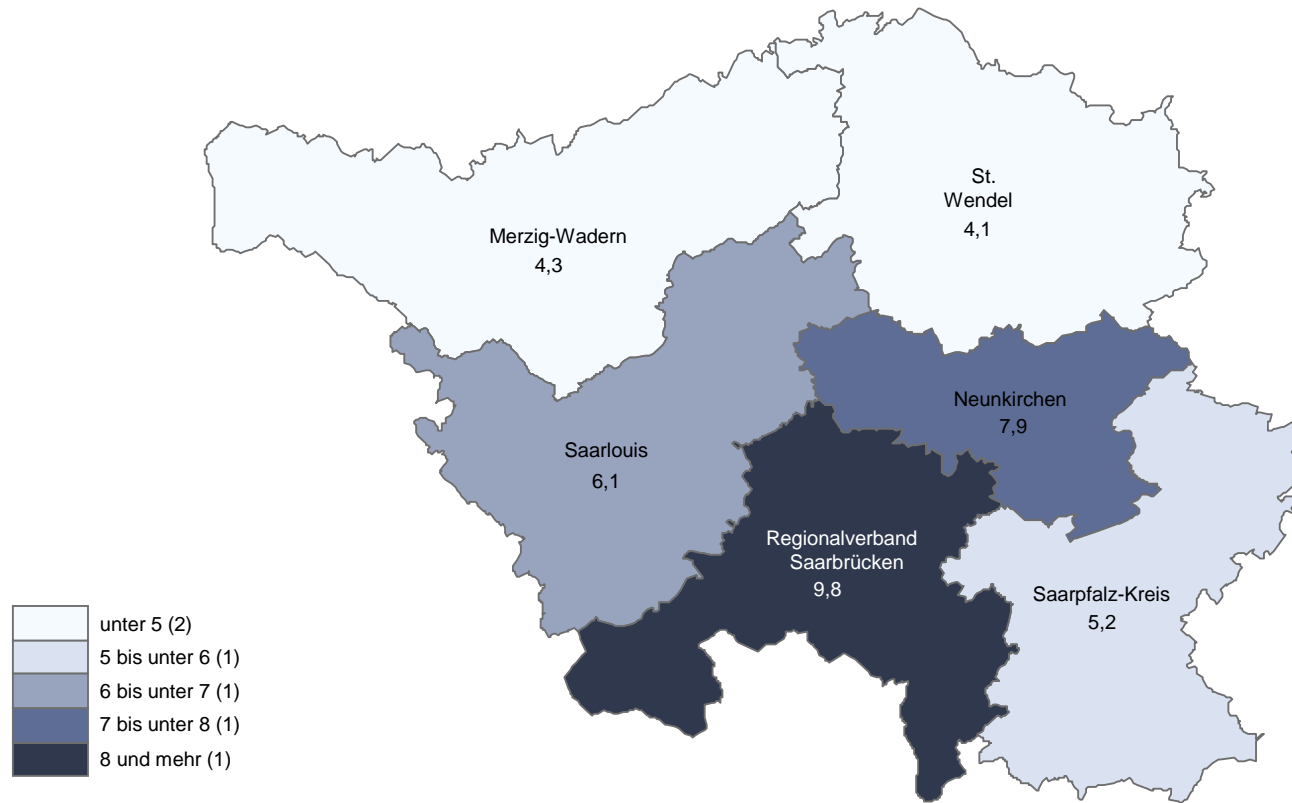 St.
Wendel
4,1
Merzig-Wadern
4,3
Neunkirchen
7,9
Saarlouis
6,1
Regionalverband
Saarbrücken
9,8
Saarpfalz-Kreis
5,2
unter 5 (2)
5 bis unter 6 (1)
6 bis unter 7 (1)
7 bis unter 8 (1)
8 und mehr (1)